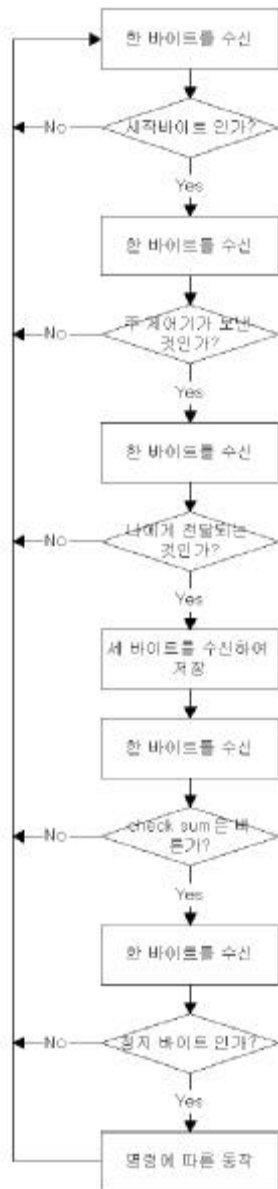 한 바이트를 수신
시작바이트 인가?
No
Yes
한 바이트를 수신
주 제어기가 보낸
것인가?
No
Yes
한 바이트를 수신
나에게 전달되는
것인가?
No
Yes
세 바이트를 수신하여
저장
한 바이트를 수신
check sum 은 바
른가?
No
Yes
한 바이트를 수신
정지 바이트 인가?
No
Yes
명령에 따른 동작